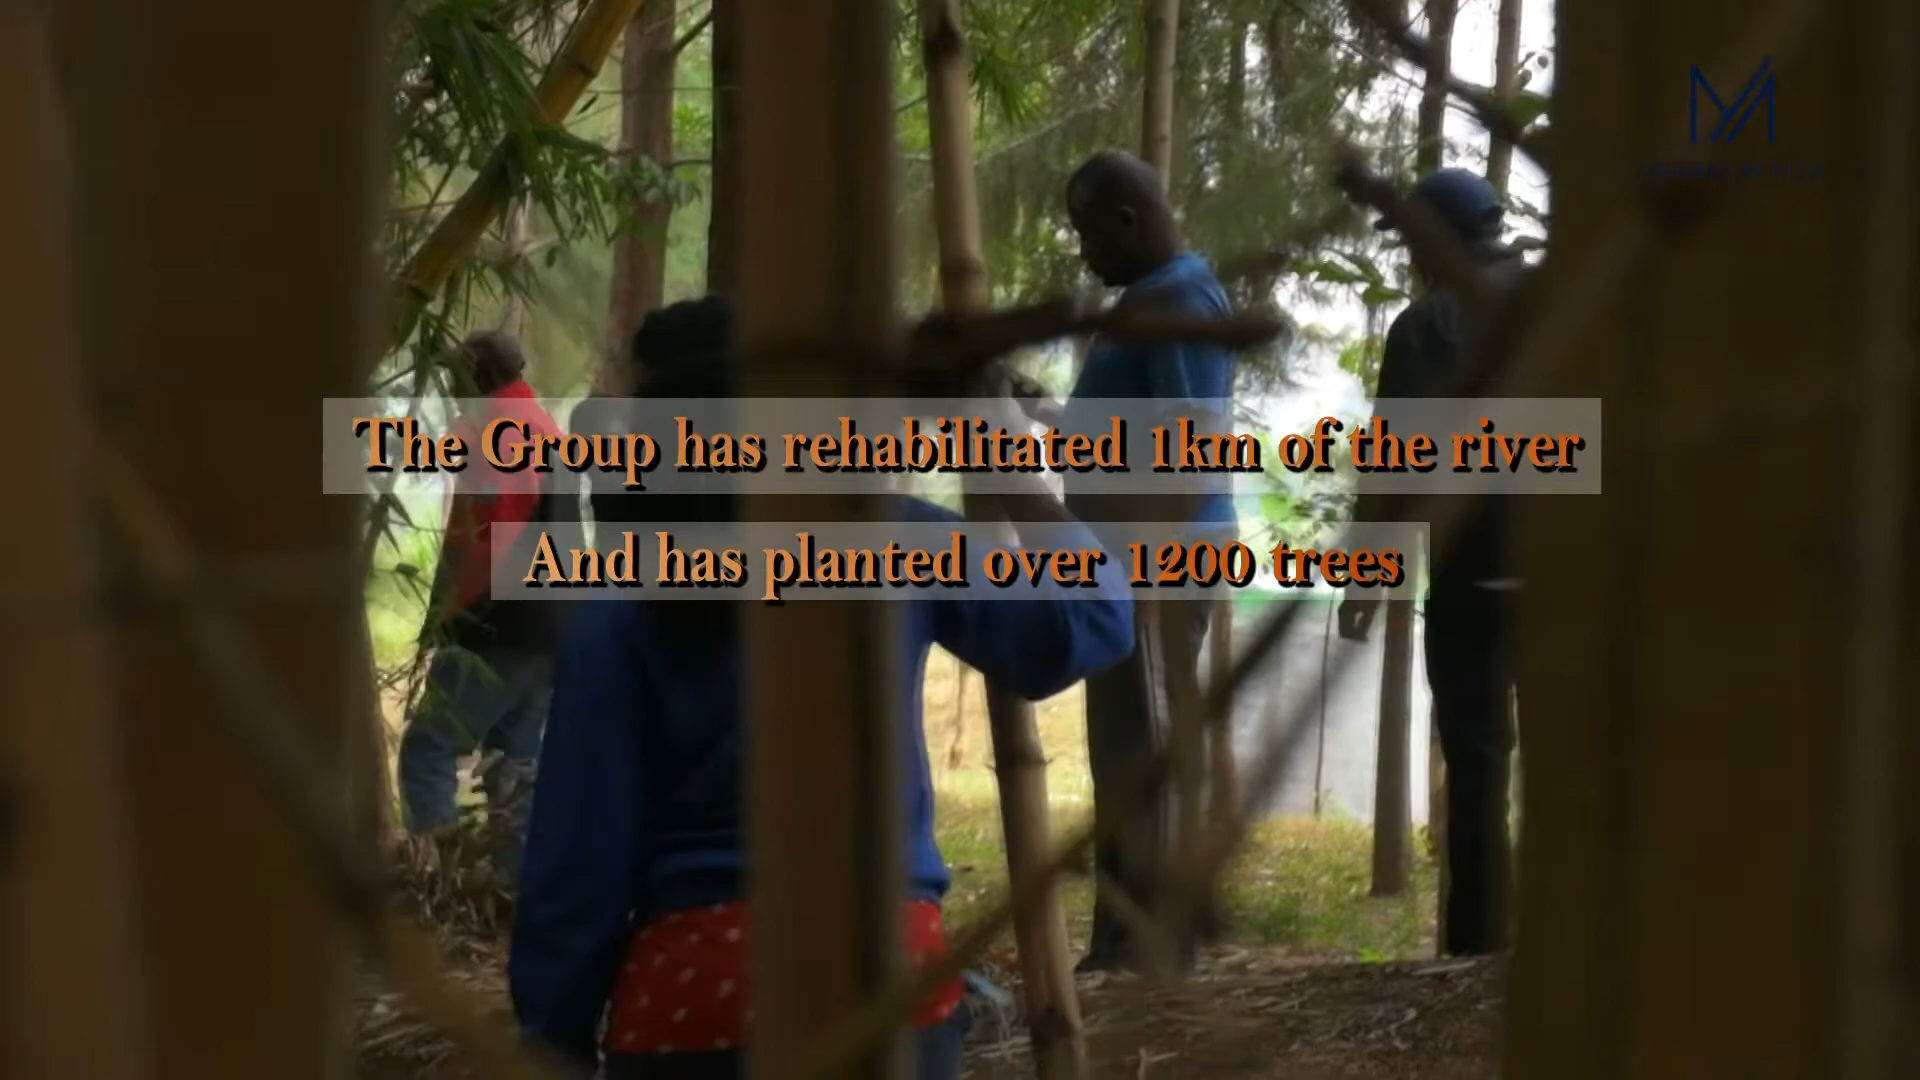 The Group has rehabilitated 1km of the river
And has planted over 1200 trees